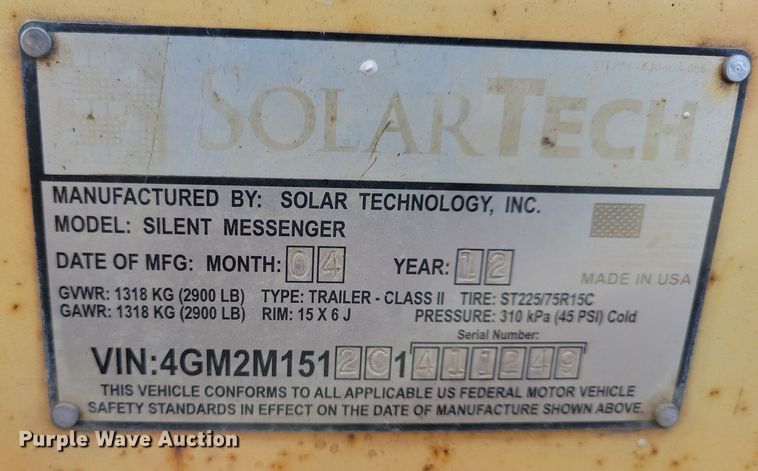 SOLARTECH
MANUFACTURED BY: SOLAR TECHNOLOGY, INC.
MODEL: SILENT MESSENGER
DATE OF MFG: MONTH: 04 YEAR: 12
MADE IN USA
GVWR: 1318 KG (2900 LB) TYPE: TRAILER - CLASS II TIRE: ST225/75R15C
GAWR: 1318 KG (2900 LB) RIM: 15 X 6 J PRESSURE: 310 kPa (45 PSI) Cold
Serial Number:
VIN:4GM2M1512C1411249
THIS VEHICLE CONFORMS TO ALL APPLICABLE US FEDERAL MOTOR VEHICLE
SAFETY STANDARDS IN EFFECT ON THE DATE OF MANUFACTURE SHOWN ABOVE.
Purple Wave Auction